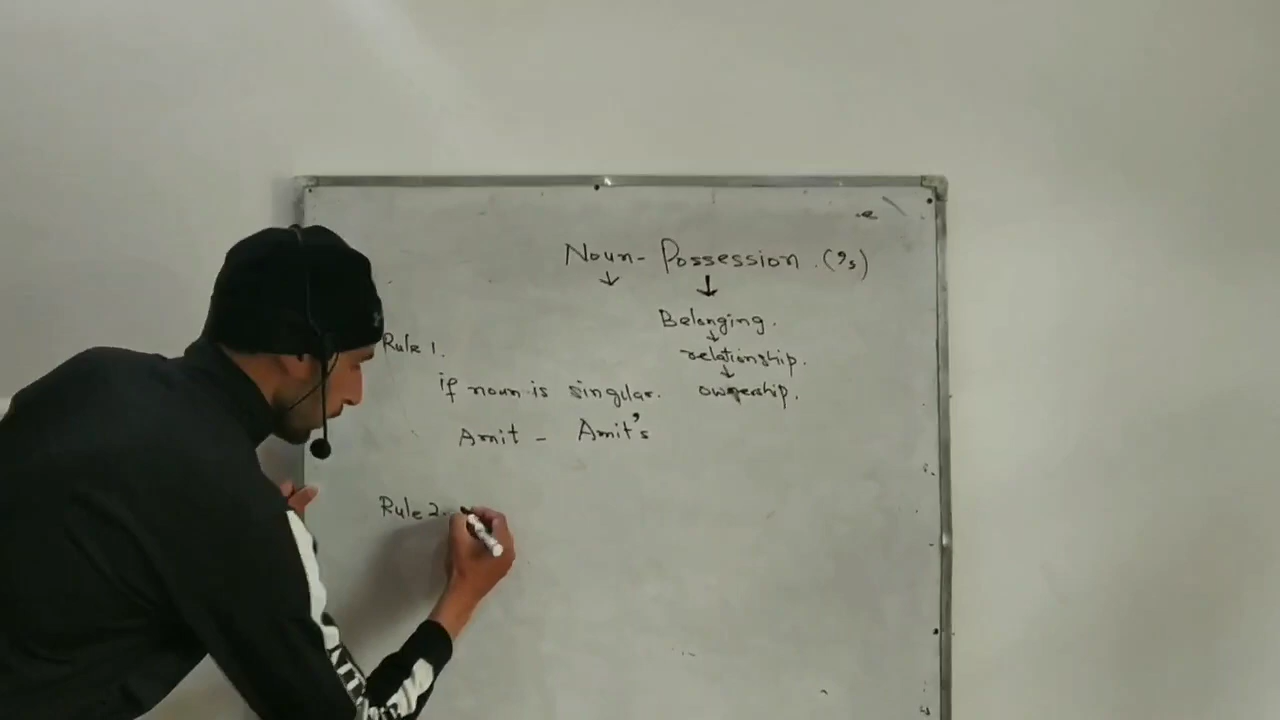 Noun - Possession. ('s)
Belonging.
relationship.
ownership.
Rule 1.
if noun is singular.
Amit - Amit's
Rule 2.